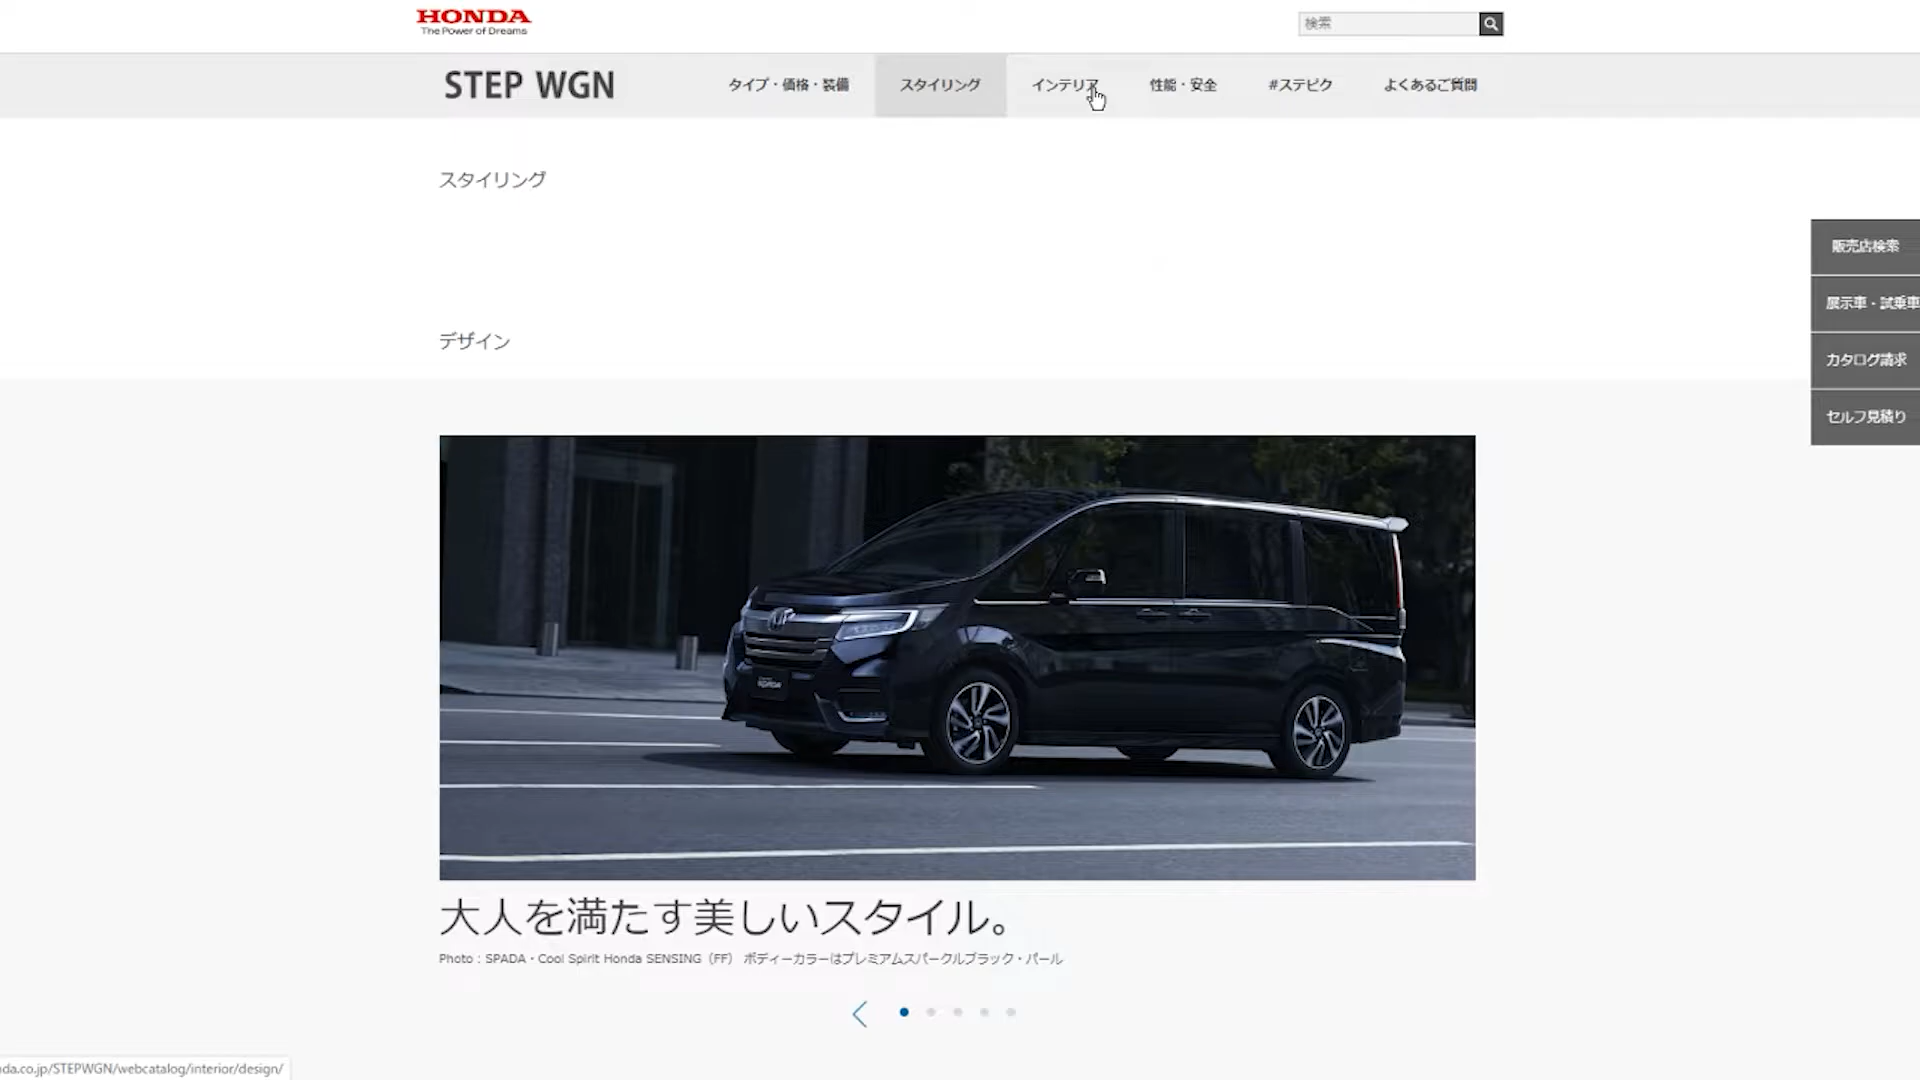 HONDA
The Power of Dreams
検索
STEP WGN
タイプ・価格・装備
スタイリング
インテリア
性能・安全
#ステピク
よくあるご質問
スタイリング
販売店検索
展示車・試乗車
カタログ請求
セルフ見積り
デザイン
SPADA
大人を満たす美しいスタイル。
Photo : SPADA・Cool Spirit Honda SENSING（FF） ボディーカラーはプレミアムスパークルブラック・パール
da.co.jp/STEPWGN/webcatalog/interior/design/